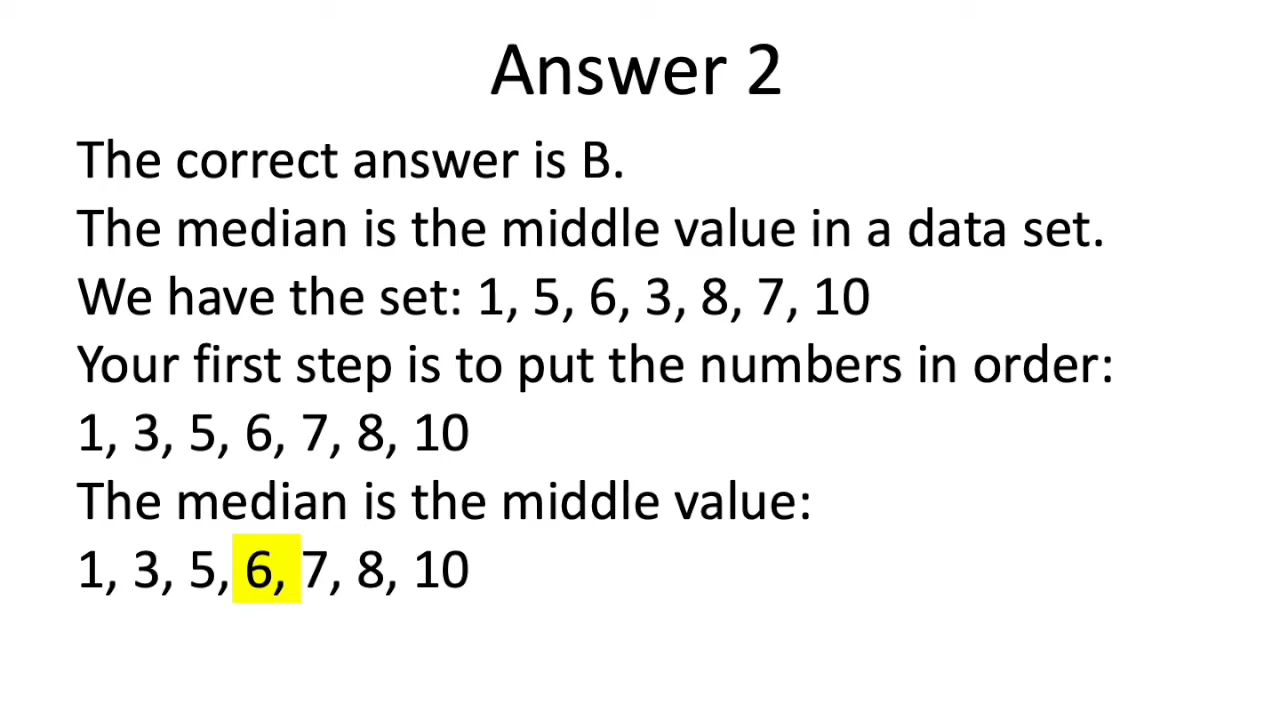 Answer 2
The correct answer is B.
The median is the middle value in a data set.
We have the set: 1, 5, 6, 3, 8, 7, 10
Your first step is to put the numbers in order:
1, 3, 5, 6, 7, 8, 10
The median is the middle value:
1, 3, 5, 6, 7, 8, 10